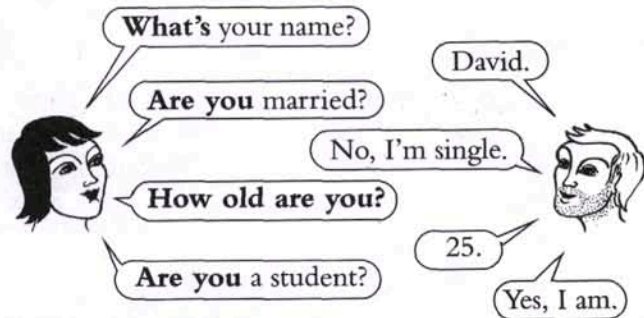 What's your name?
David.
Are you married?
No, I'm single.
How old are you?
25.
Are you a student?
Yes, I am.